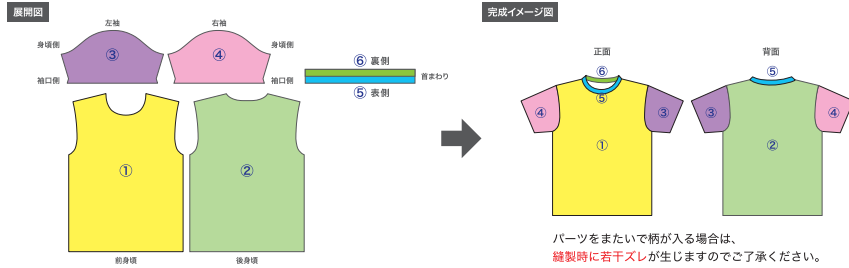 展開図
左袖
右袖
身頃側
③
④
身頃側
袖口側
袖口側
⑥ 裏側
首まわり
⑤ 表側
①
②
前身頃
後身頃
完成イメージ図
正面
背面
⑥
⑤
⑤
④
③
③
④
①
②
パーツをまたいで柄が入る場合は、
縫製時に若干ズレが生じますのでご了承ください。